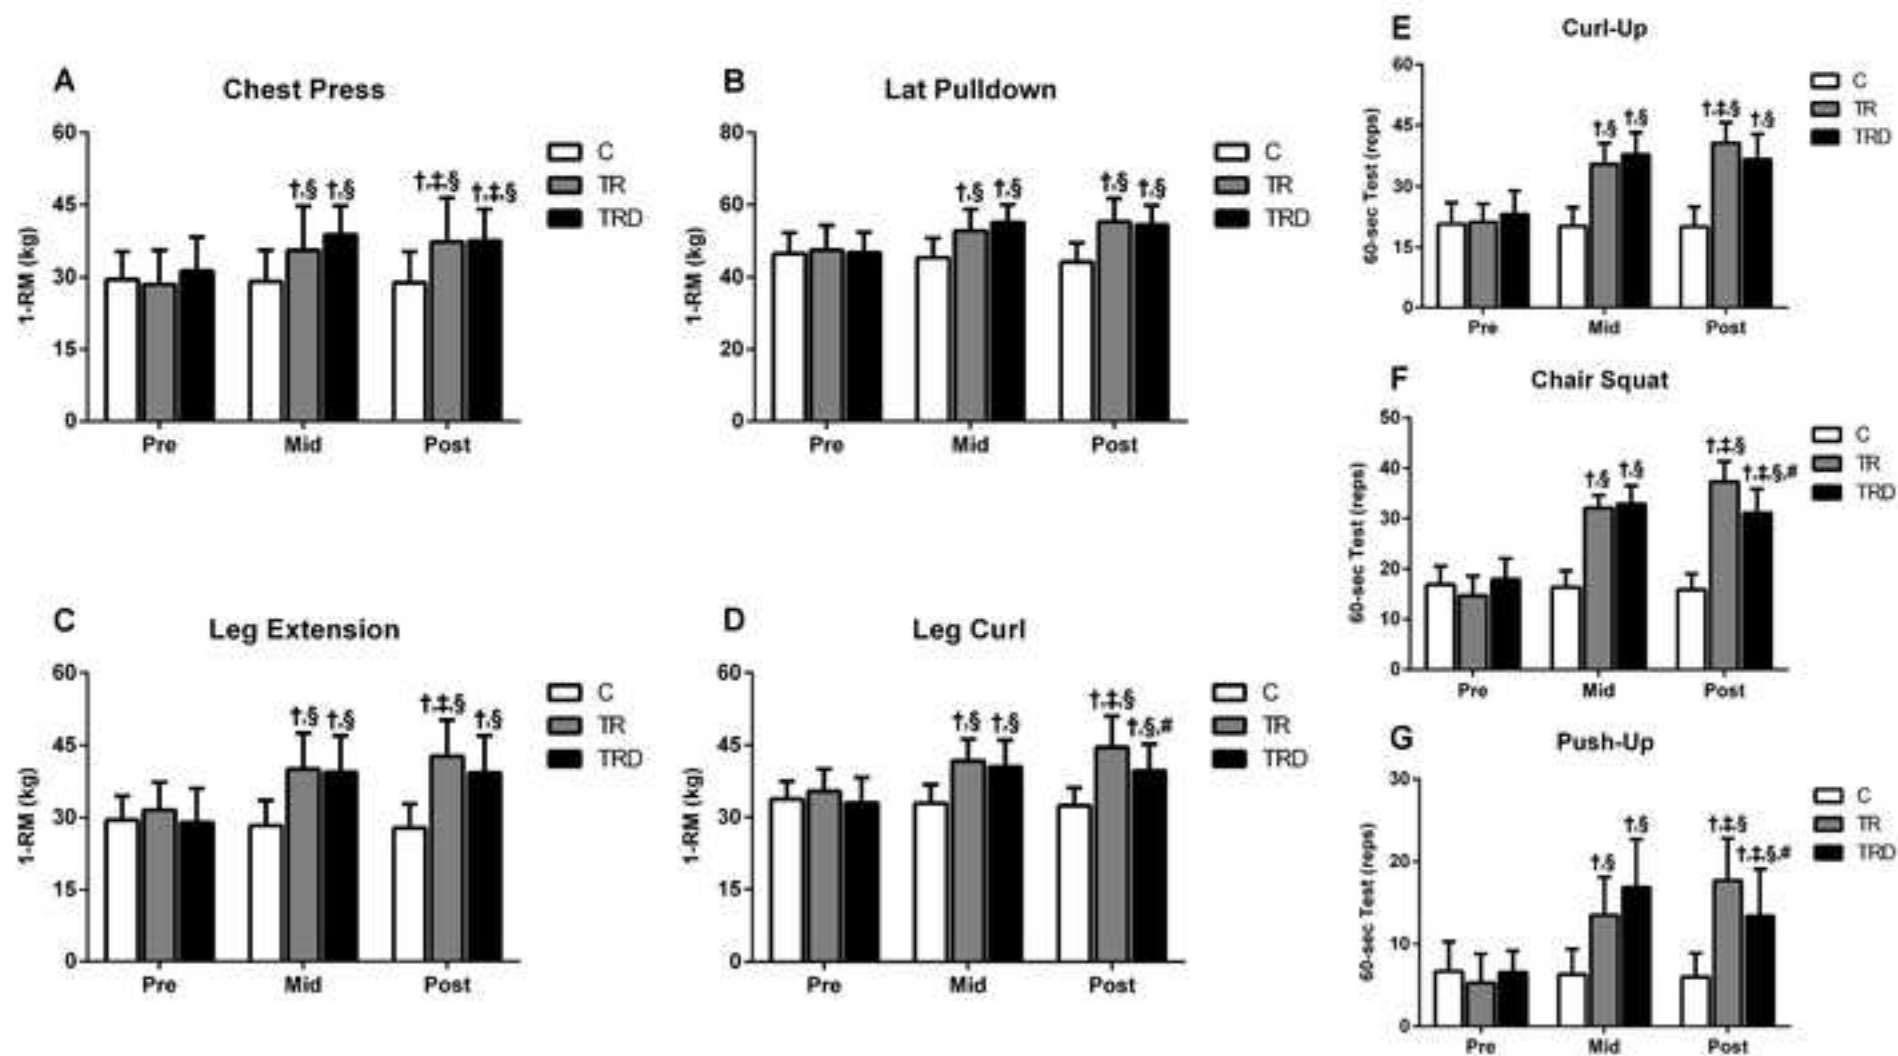 A
Chest Press
1-RM (kg)
60
45
30
15
0
†,§ †,§ †,‡,§ †,‡,§
Pre Mid Post
C
TR
TRD
B
Lat Pulldown
1-RM (kg)
80
60
40
20
0
†,§ †,§ †,§ †,§
Pre Mid Post
C
TR
TRD
C
Leg Extension
1-RM (kg)
60
45
30
15
0
†,§ †,§ †,‡,§ †,§
Pre Mid Post
C
TR
TRD
D
Leg Curl
1-RM (kg)
60
45
30
15
0
†,§ †,§ †,‡,§ †,§,#
Pre Mid Post
C
TR
TRD
E
Curl-Up
60-sec Test (reps)
60
45
30
15
0
†,§ †,§ †,‡,§ †,§
Pre Mid Post
C
TR
TRD
F
Chair Squat
60-sec Test (reps)
50
40
30
20
10
0
†,§ †,§ †,‡,§ †,‡,§,#
Pre Mid Post
C
TR
TRD
G
Push-Up
60-sec Test (reps)
30
20
10
0
†,§ †,§ †,‡,§ †,‡,§,#
Pre Mid Post
C
TR
TRD